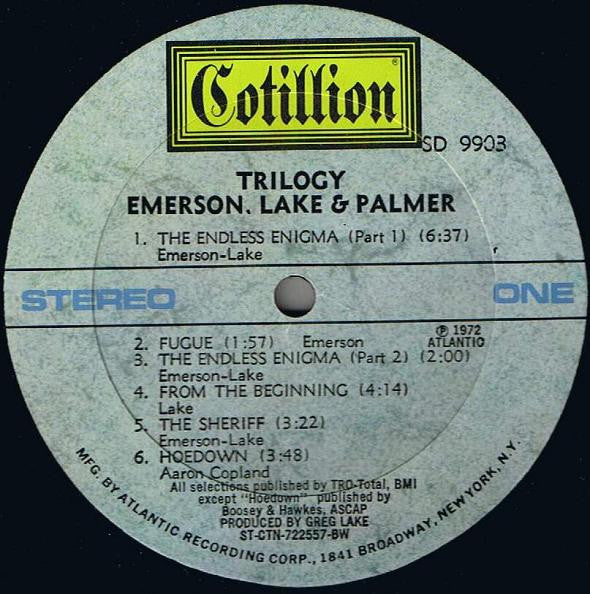 Cotillion®
SD 9903
TRILOGY
EMERSON, LAKE & PALMER
1. THE ENDLESS ENIGMA (Part 1) (6:37)
Emerson-Lake
STEREO
ONE
℗ 1972
ATLANTIC
2. FUGUE (1:57) Emerson
3. THE ENDLESS ENIGMA (Part 2) (2:00)
Emerson-Lake
4. FROM THE BEGINNING (4:14)
Lake
5. THE SHERIFF (3:22)
Emerson-Lake
6. HOEDOWN (3:48)
Aaron Copland
All selections published by TRO-Total, BMI
except "Hoedown" published by
Boosey & Hawkes, ASCAP
PRODUCED BY GREG LAKE
ST-CTN-722557-BW
MFG. BY ATLANTIC RECORDING CORP., 1841 BROADWAY, NEW YORK, N.Y.